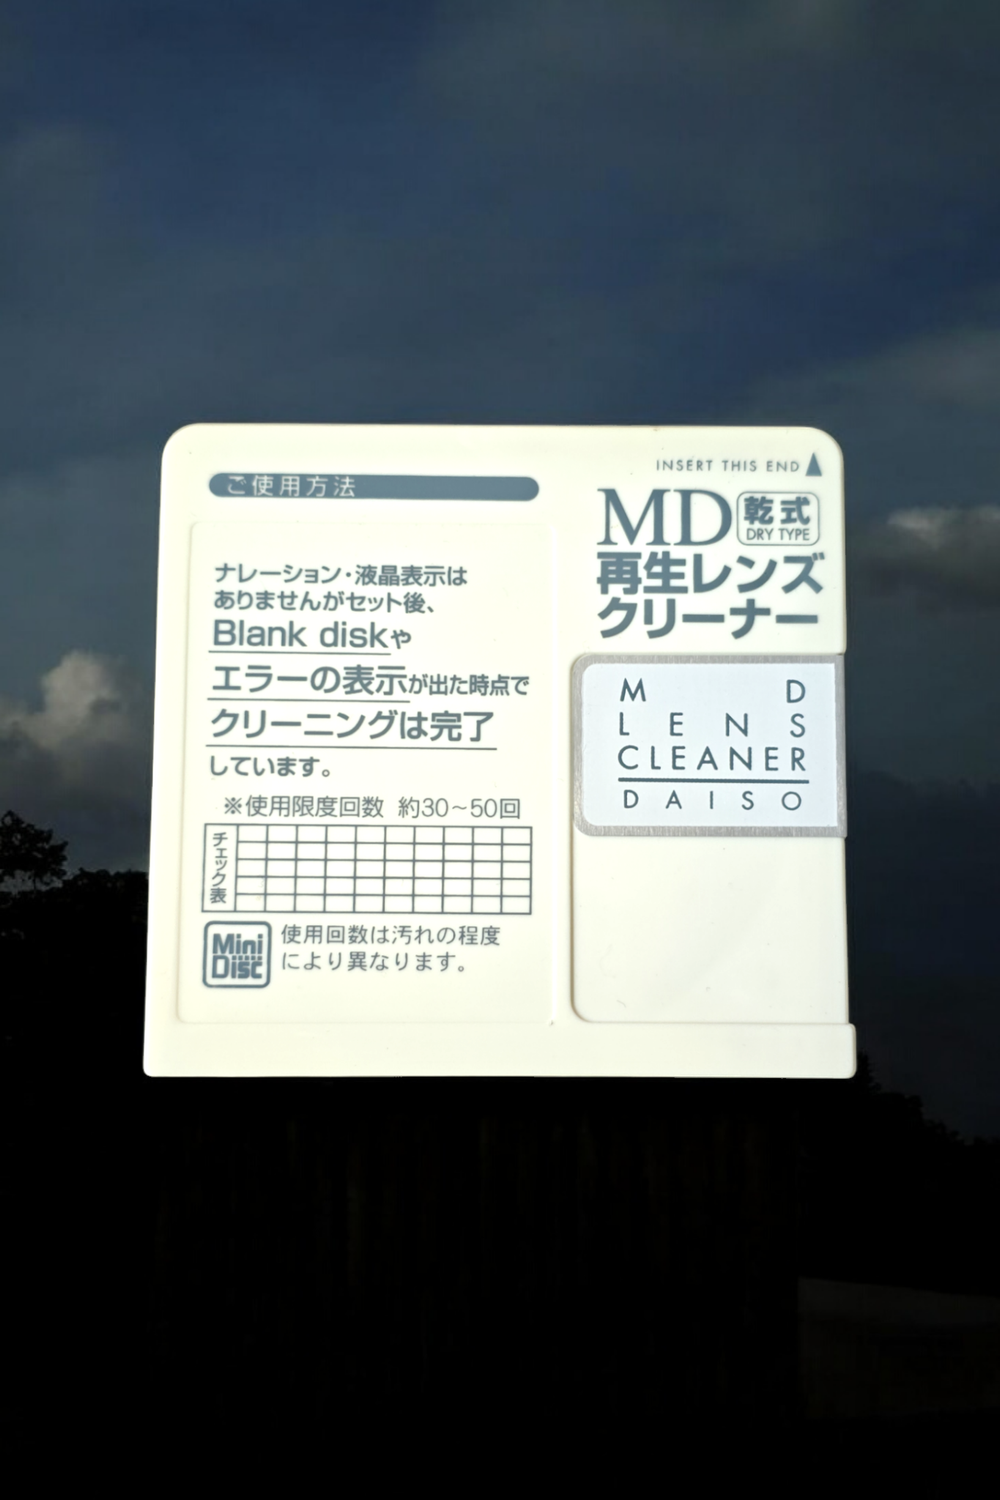 ご使用方法
ナレーション・液晶表示は
ありませんがセット後、
Blank diskや
エラーの表示が出た時点で
クリーニングは完了
しています。
※使用限度回数 約30~50回
チェック表
Mini
Disc
使用回数は汚れの程度
により異なります。
INSERT THIS END▲
MD 乾式
DRY TYPE
再生レンズ
クリーナー
M D
LENS
CLEANER
DAISO